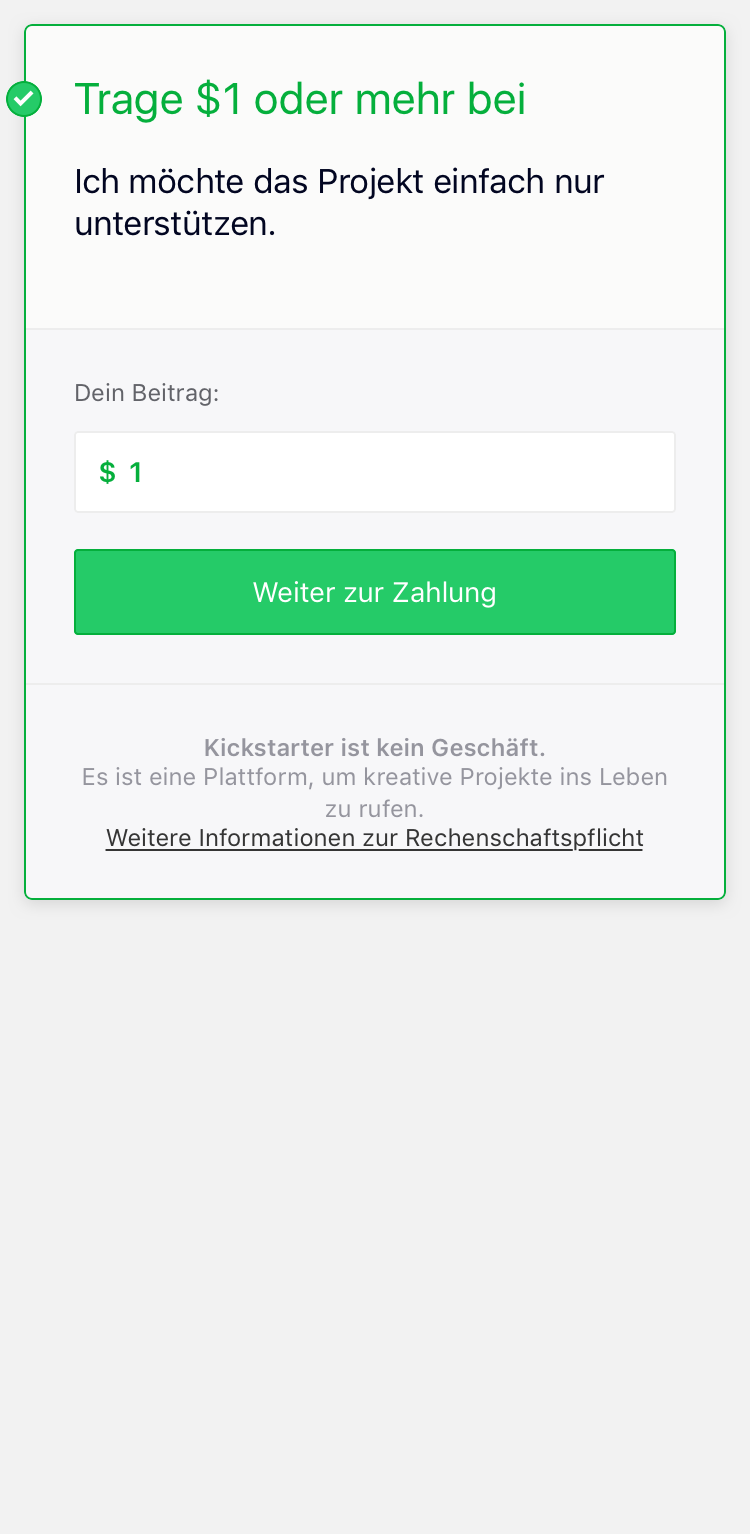 Trage $1 oder mehr bei
Ich möchte das Projekt einfach nur
unterstützen.
Dein Beitrag:
$ 1
Weiter zur Zahlung
Kickstarter ist kein Geschäft.
Es ist eine Plattform, um kreative Projekte ins Leben
zu rufen.
Weitere Informationen zur Rechenschaftspflicht